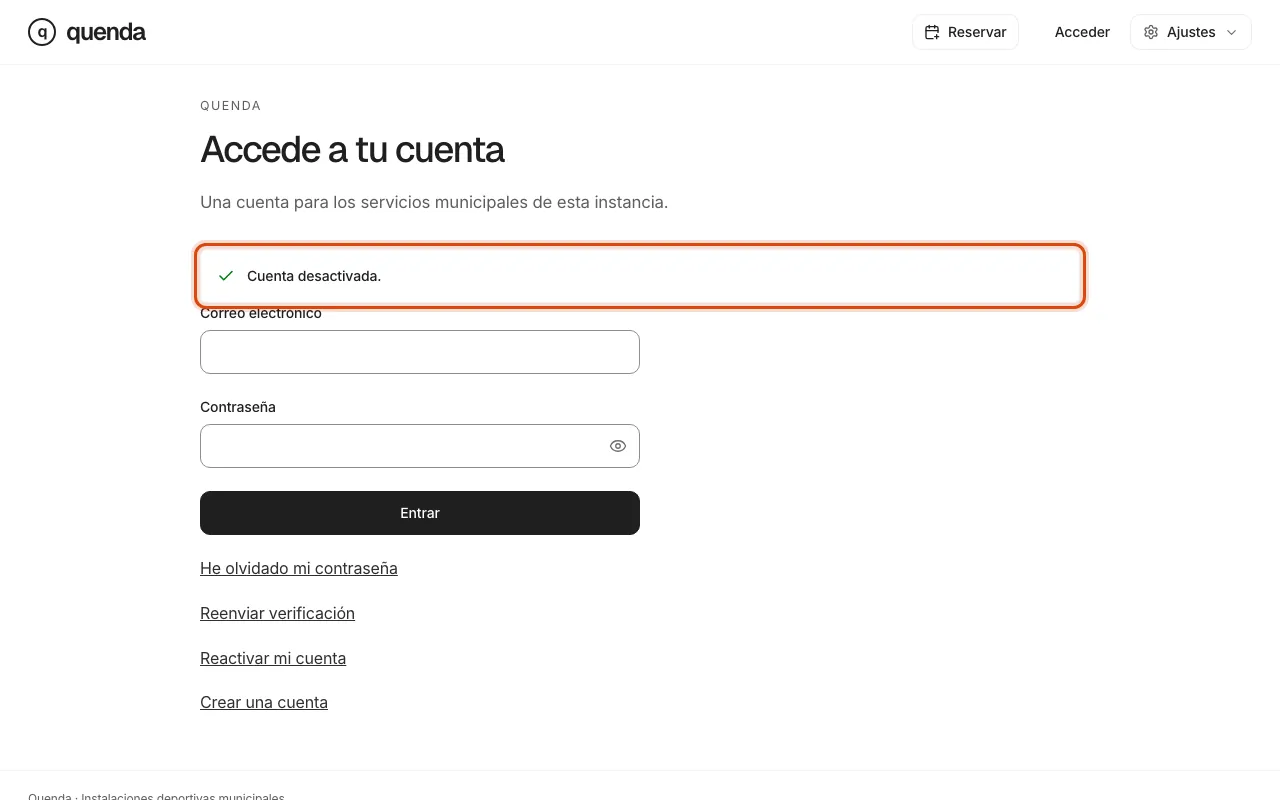 q quenda
Reservar
Acceder
Ajustes
QUENDA
Accede a tu cuenta
Una cuenta para los servicios municipales de esta instancia.
Cuenta desactivada.
Correo electrónico
Contraseña
Entrar
He olvidado mi contraseña
Reenviar verificación
Reactivar mi cuenta
Crear una cuenta
Quenda · Instalaciones deportivas municipales